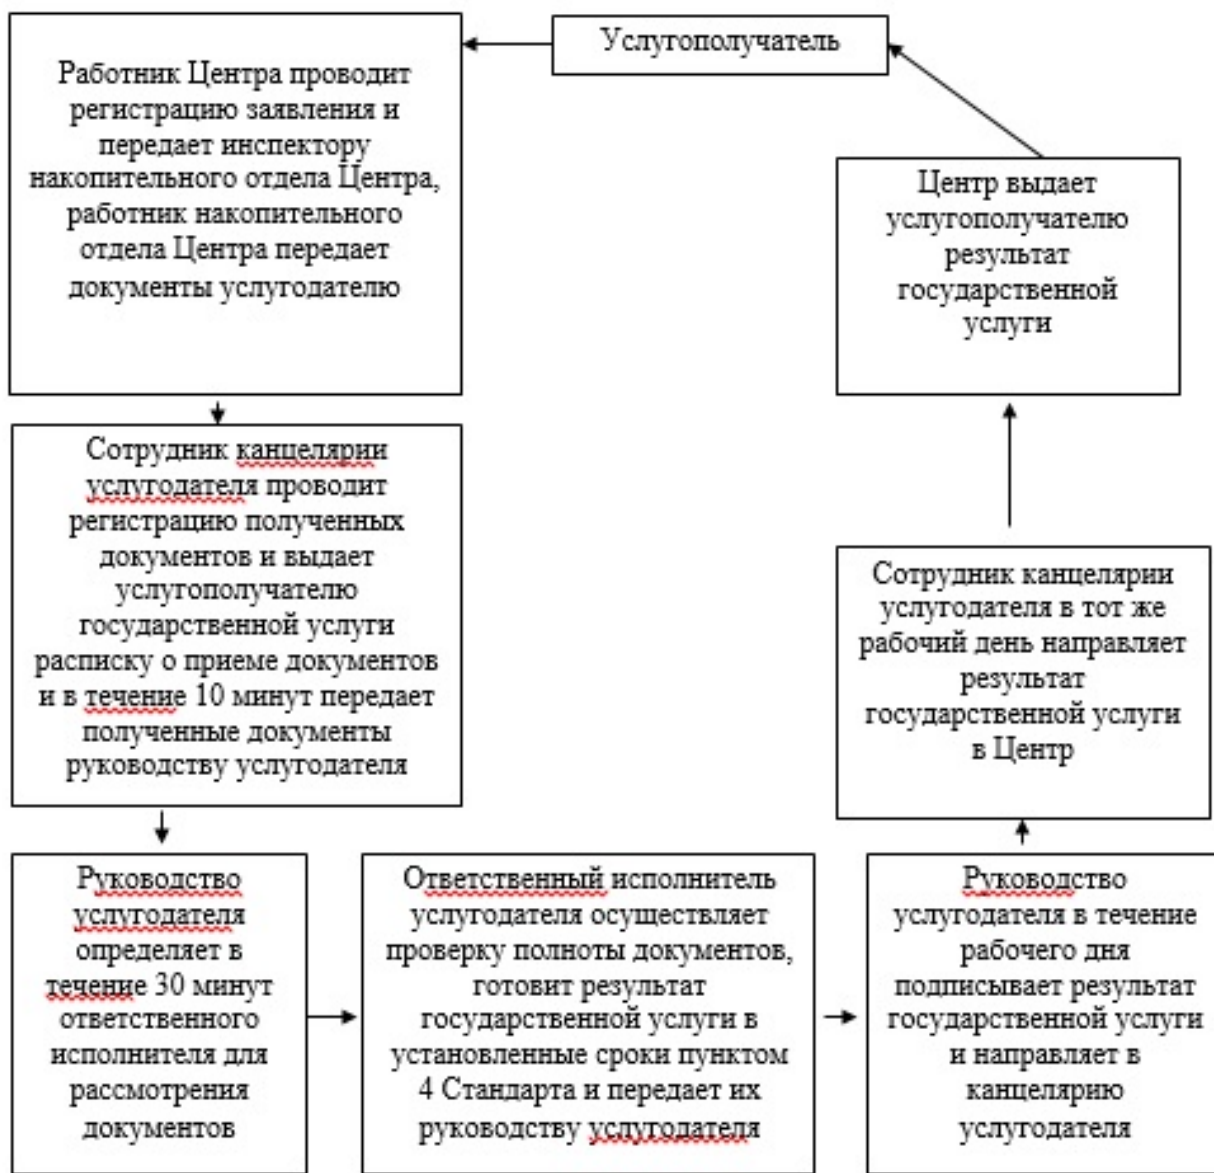 Услугополучатель
Работник Центра проводит
регистрацию заявления и
передает инспектору
накопительного отдела Центра,
работник накопительного
отдела Центра передает
документы услугодателю
Сотрудник канцелярии
услугодателя проводит
регистрацию полученных
документов и выдает
услугополучателю
государственной услуги
расписку о приеме документов
и в течение 10 минут передает
полученные документы
руководству услугодателя
Руководство
услугодателя
определяет в
течение 30 минут
ответственного
исполнителя для
рассмотрения
документов
Ответственный исполнитель
услугодателя осуществляет
проверку полноты документов,
готовит результат
государственной услуги в
установленные сроки пунктом
4 Стандарта и передает их
руководству услугодателя
Руководство
услугодателя в течение
рабочего дня
подписывает результат
государственной услуги
и направляет в
канцелярию
услугодателя
Сотрудник канцелярии
услугодателя в тот же
рабочий день направляет
результат
государственной услуги
в Центр
Центр выдает
услугополучателю
результат
государственной
услуги